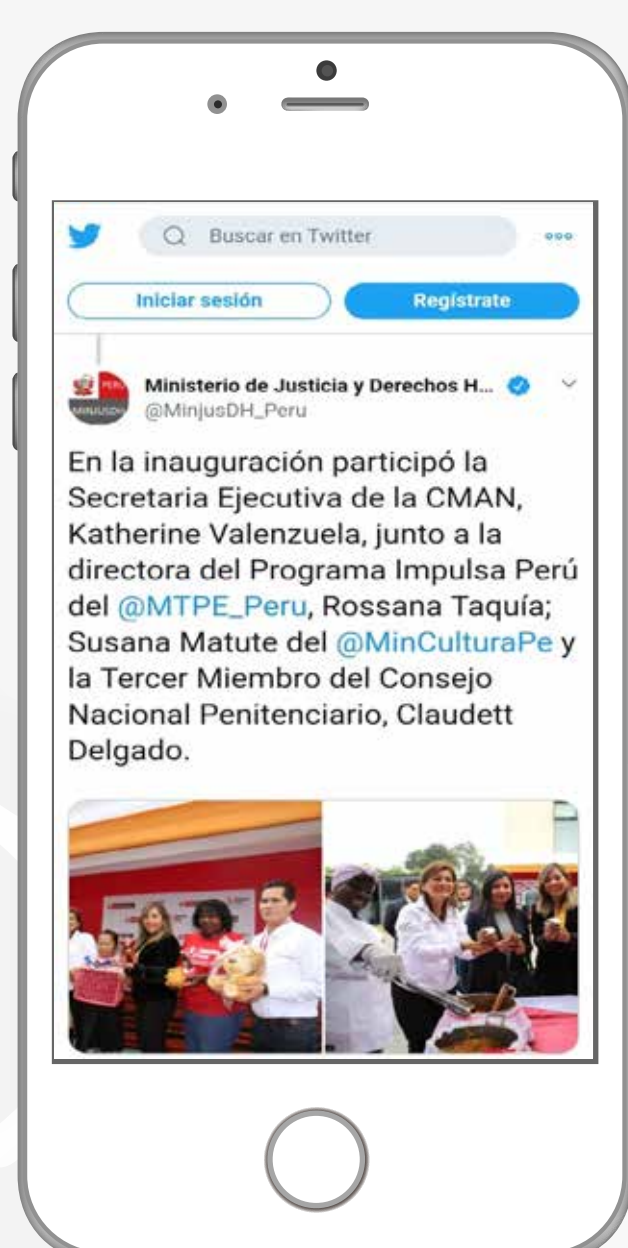 Buscar en Twitter
Iniciar sesión
Regístrate
PERÚ
MINJUSDH
Ministerio de Justicia y Derechos H...
@MinjusDH_Peru
En la inauguración participó la
Secretaria Ejecutiva de la CMAN,
Katherine Valenzuela, junto a la
directora del Programa Impulsa Perú
del @MTPE_Peru, Rossana Taquía;
Susana Matute del @MinCulturaPe y
la Tercer Miembro del Consejo
Nacional Penitenciario, Claudett
Delgado.